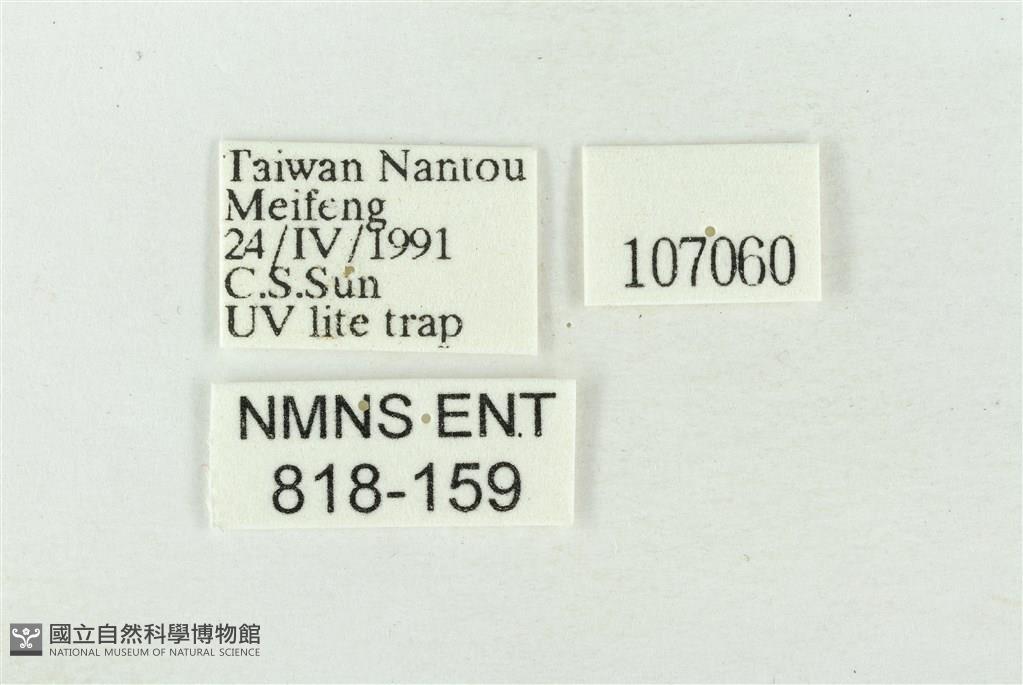 Taiwan Nantou
Meifeng
24/IV/1991
C.S.Sun
UV lite trap
107060
NMNS ENT
818-159
國立自然科學博物館
NATIONAL MUSEUM OF NATURAL SCIENCE